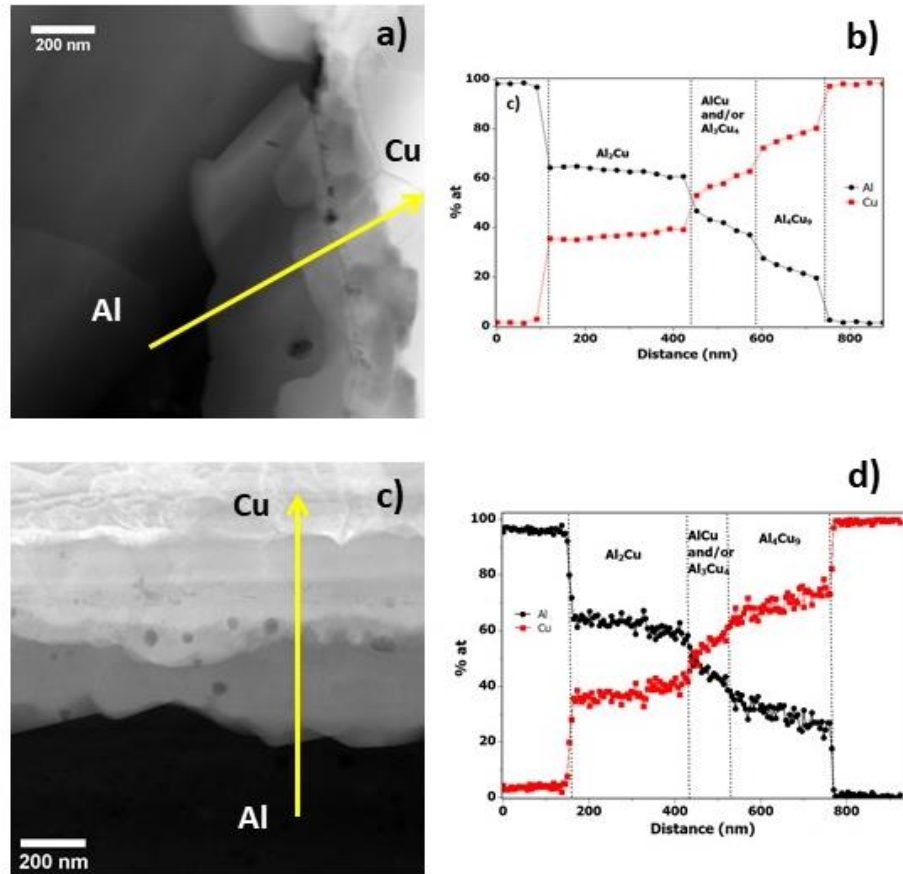 200 nm
a)
Cu
Al
b)
100
80
60
40
20
0
% at
c)
Al₂Cu
AlCu
and/or
Al₃Cu₄
Al₄Cu₉
Al
Cu
0 200 400 600 800
Distance (nm)
c)
Cu
Al
200 nm
d)
100
80
60
40
20
0
% at
Al₂Cu
AlCu
and/or
Al₃Cu₄
Al₄Cu₉
Al
Cu
0 200 400 600 800
Distance (nm)